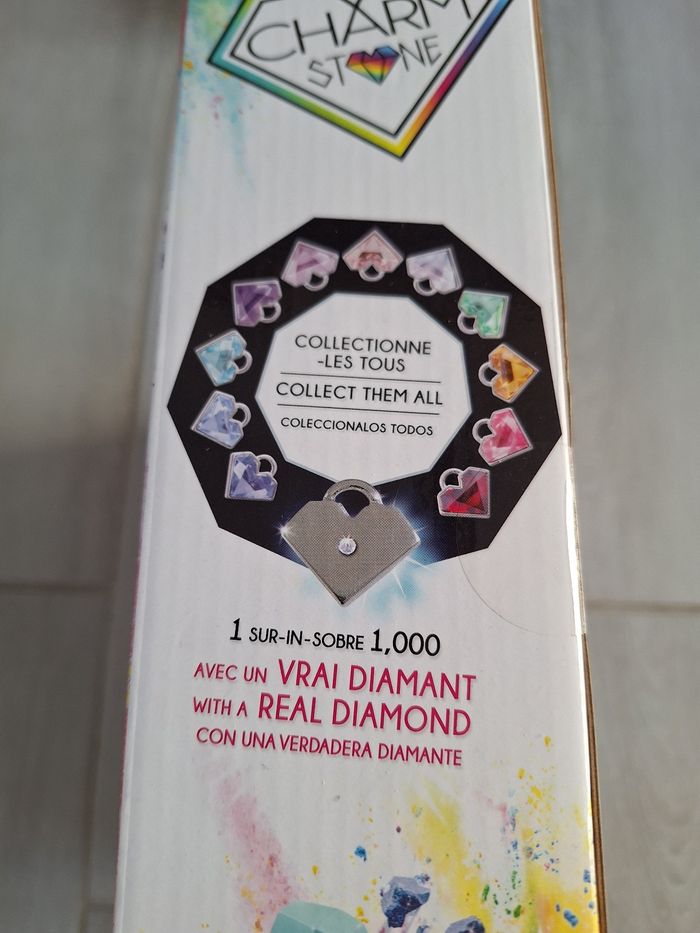 CHARM
STONE
COLLECTIONNE
-LES TOUS
COLLECT THEM ALL
COLECCIONALOS TODOS
1 SUR-IN-SOBRE 1,000
AVEC UN VRAI DIAMANT
WITH A REAL DIAMOND
CON UNA VERDADERA DIAMANTE